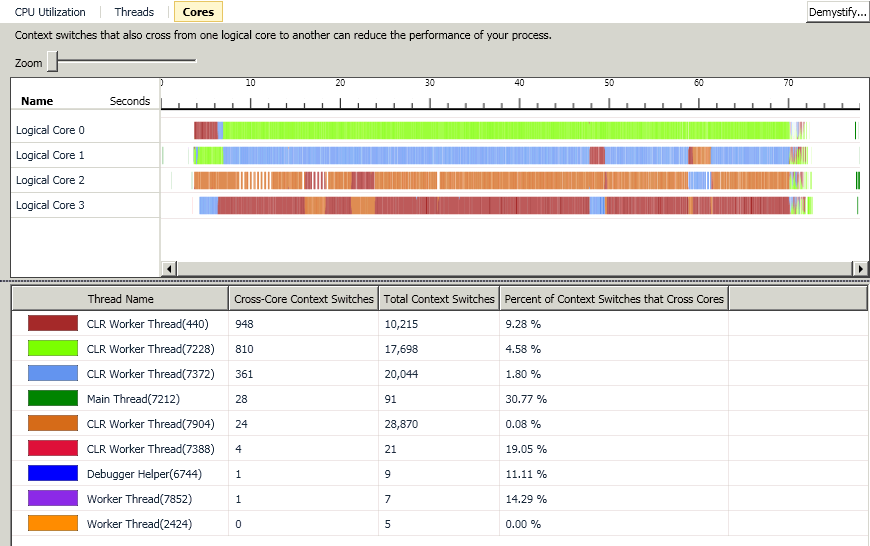 CPU Utilization Threads Cores Demystify...
Context switches that also cross from one logical core to another can reduce the performance of your process.
Zoom
0 10 20 30 40 50 60 70
Name Seconds
Logical Core 0
Logical Core 1
Logical Core 2
Logical Core 3
Thread Name Cross-Core Context Switches Total Context Switches Percent of Context Switches that Cross Cores
CLR Worker Thread(440) 948 10,215 9.28 %
CLR Worker Thread(7228) 810 17,698 4.58 %
CLR Worker Thread(7372) 361 20,044 1.80 %
Main Thread(7212) 28 91 30.77 %
CLR Worker Thread(7904) 24 28,870 0.08 %
CLR Worker Thread(7388) 4 21 19.05 %
Debugger Helper(6744) 1 9 11.11 %
Worker Thread(7852) 1 7 14.29 %
Worker Thread(2424) 0 5 0.00 %